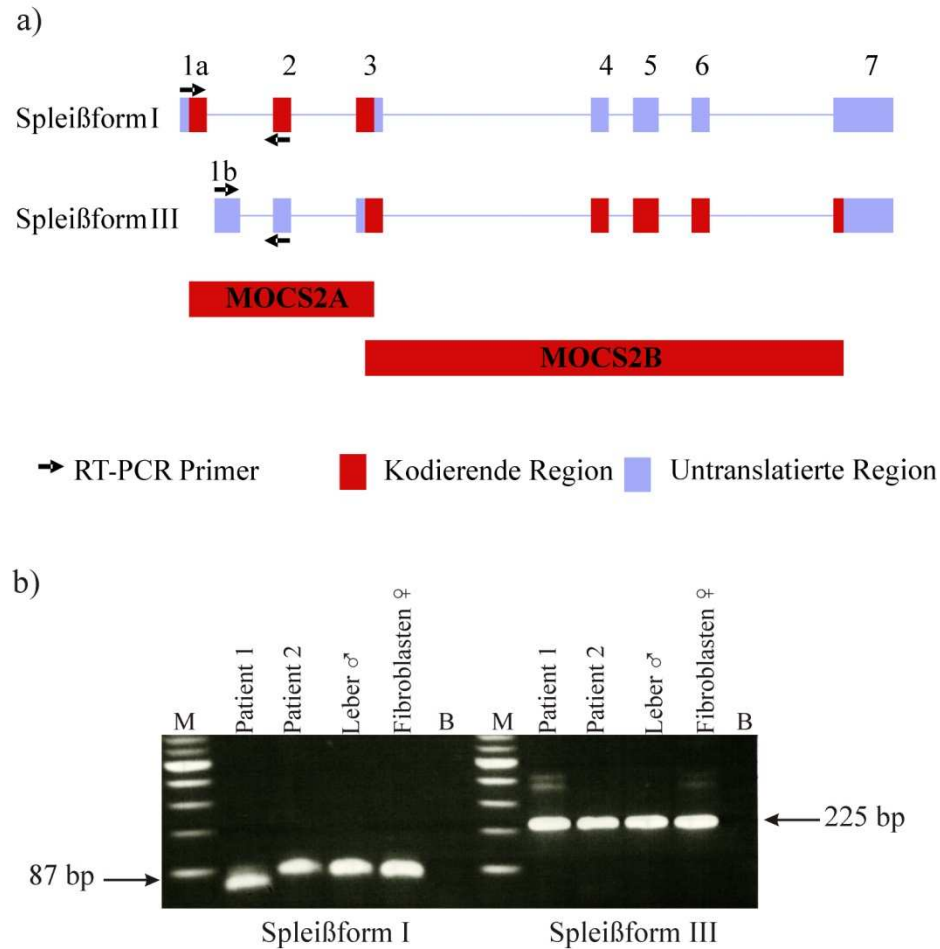 a)
1a 2 3 4 5 6 7
Spleißform I
1b
Spleißform III
MOCS2A
MOCS2B
RT-PCR Primer Kodierende Region Untranslatierte Region
b)
M Patient 1 Patient 2 Leber ♂ Fibroblasten ♀ B M Patient 1 Patient 2 Leber ♂ Fibroblasten ♀ B
225 bp
87 bp
Spleißform I Spleißform III